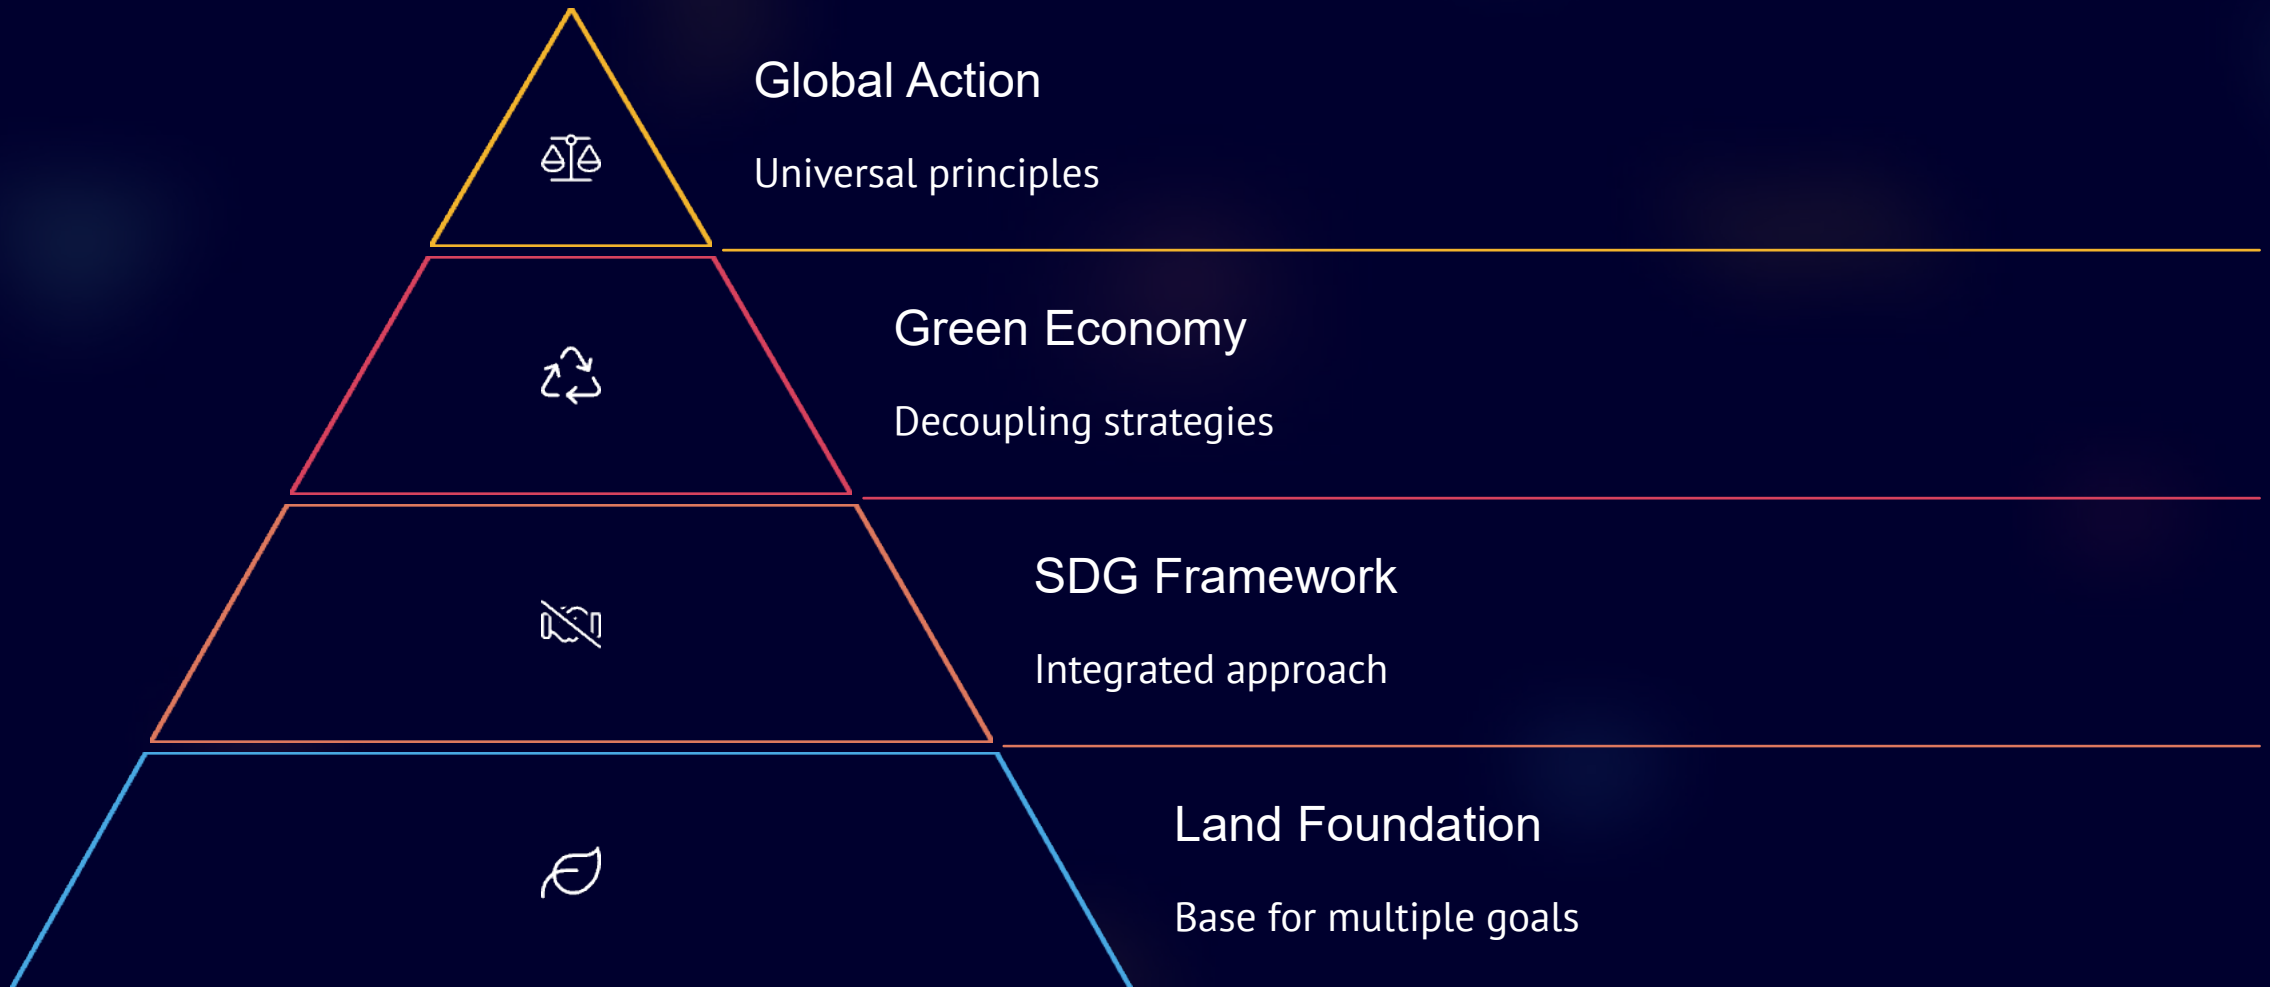 Global Action
Universal principles
Green Economy
Decoupling strategies
SDG Framework
Integrated approach
Land Foundation
Base for multiple goals